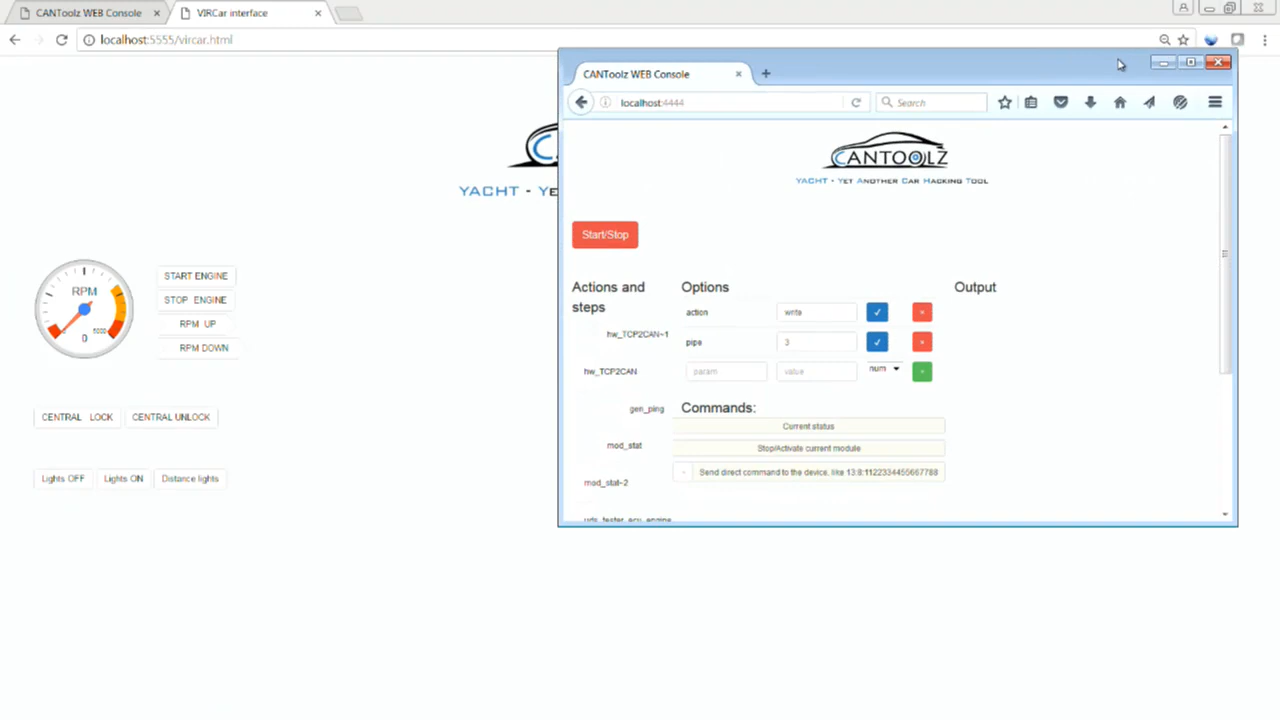 CANToolz WEB Console
VIRCar interface
localhost:5555/vircar.html
YACHT - YE
RPM
5000
0
START ENGINE
STOP ENGINE
RPM UP
RPM DOWN
CENTRAL LOCK
CENTRAL UNLOCK
Lights OFF
Lights ON
Distance lights
CANToolz WEB Console
localhost:4444
Search
CANTOOLZ
YACHT - YET ANOTHER CAR HACKING TOOL
Start/Stop
Actions and
steps
hw_TCP2CAN~1
hw_TCP2CAN
gen_ping
mod_stat
mod_stat~2
uds_tester_ecu_engine
Options
action
write
pipe
3
param
value
num
Commands:
Current status
Stop/Activate current module
Send direct command to the device, like 13:8:1122334455667788
Output